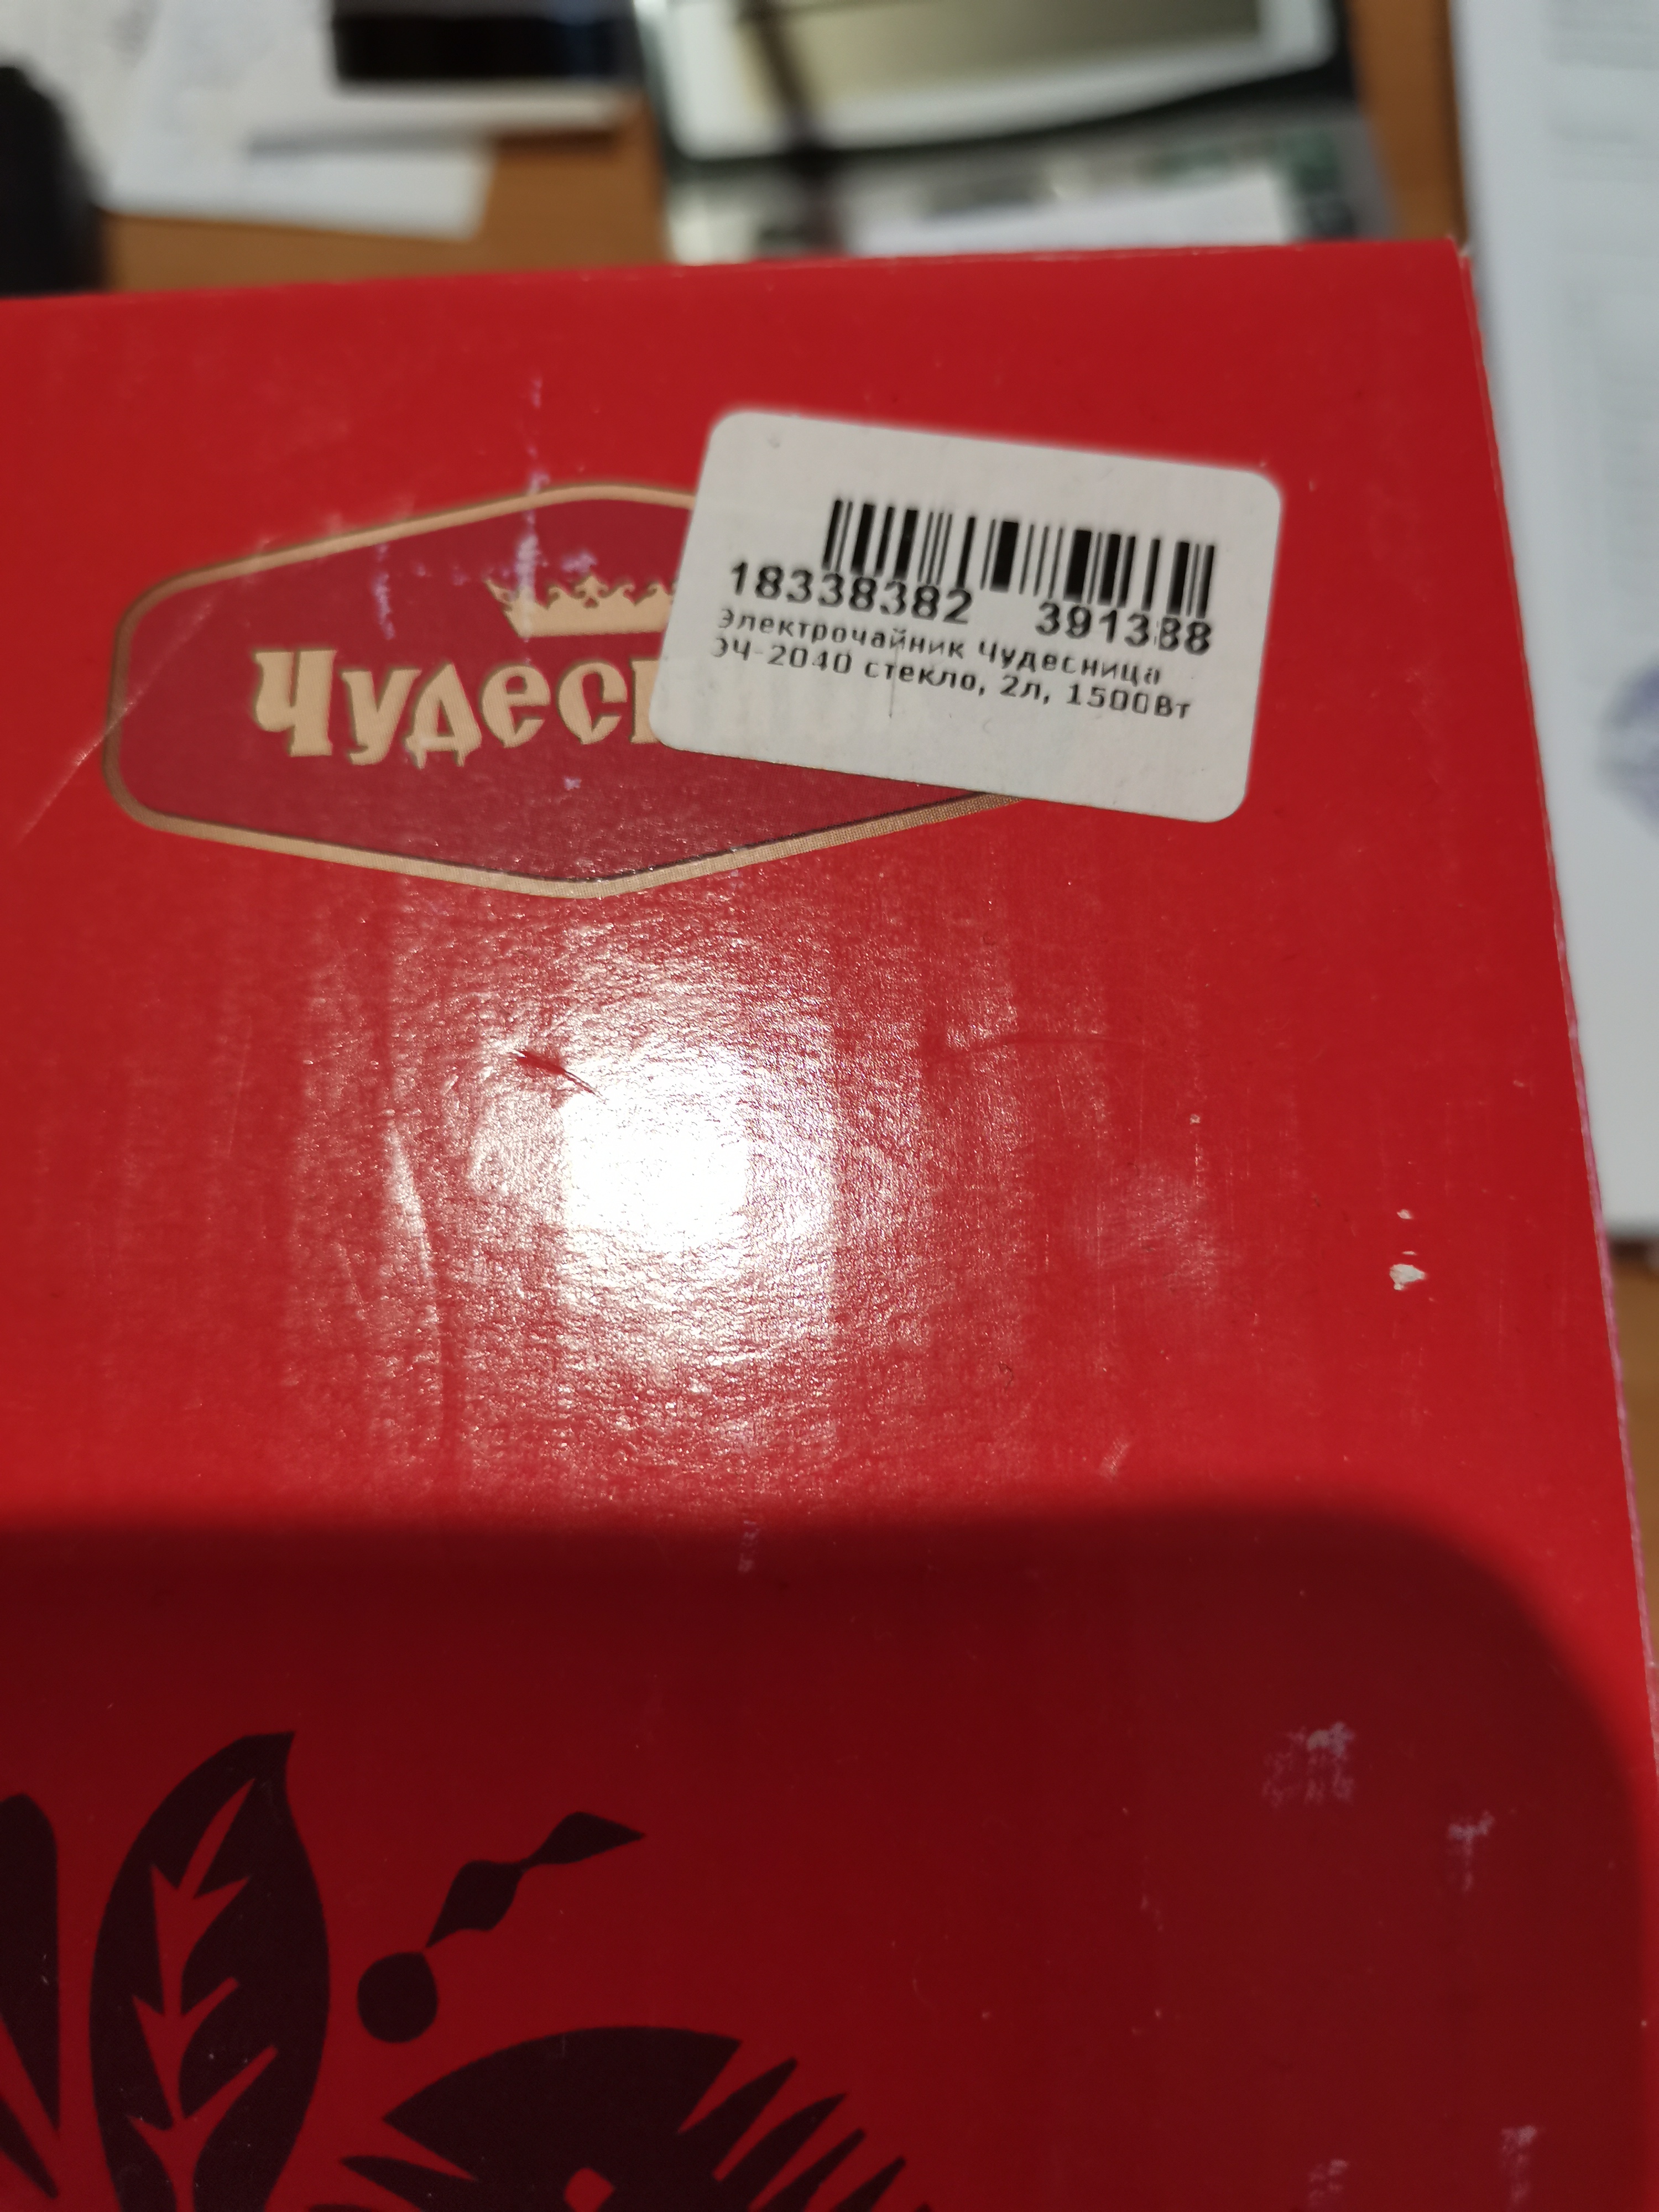 Чудес
18338382 391388
Электрочайник Чудесница
ЭЧ-2040 стекло, 2л, 1500Вт